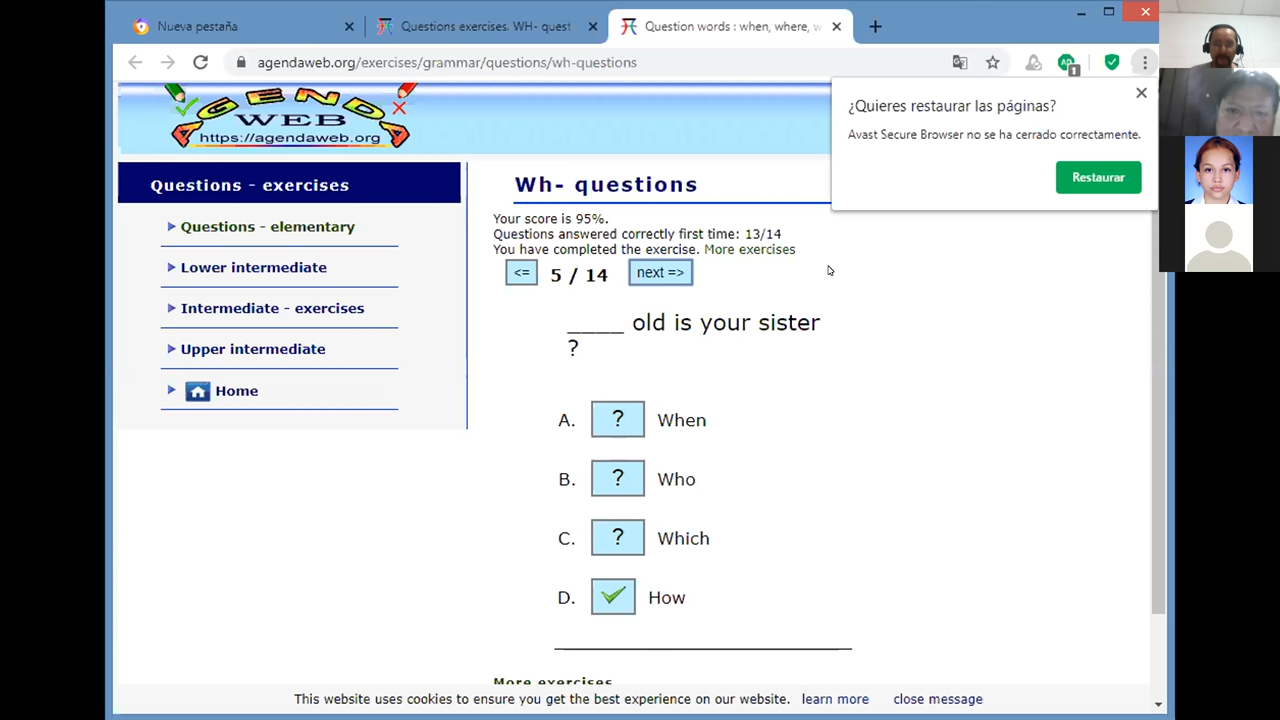 Nueva pestaña
Questions exercises. WH- quest
Question words : when, where, w
agendaweb.org/exercises/grammar/questions/wh-questions
1
AGENDA
WEB
https://agendaweb.org
¿Quieres restaurar las páginas?
Avast Secure Browser no se ha cerrado correctamente.
Restaurar
Questions - exercises
Questions - elementary
Lower intermediate
Intermediate - exercises
Upper intermediate
Home
Wh- questions
Your score is 95%.
Questions answered correctly first time: 13/14
You have completed the exercise. More exercises
<= 5 / 14 next =>
____ old is your sister
?
A. ? When
B. ? Who
C. ? Which
D. How
More exercises
This website uses cookies to ensure you get the best experience on our website. learn more close message